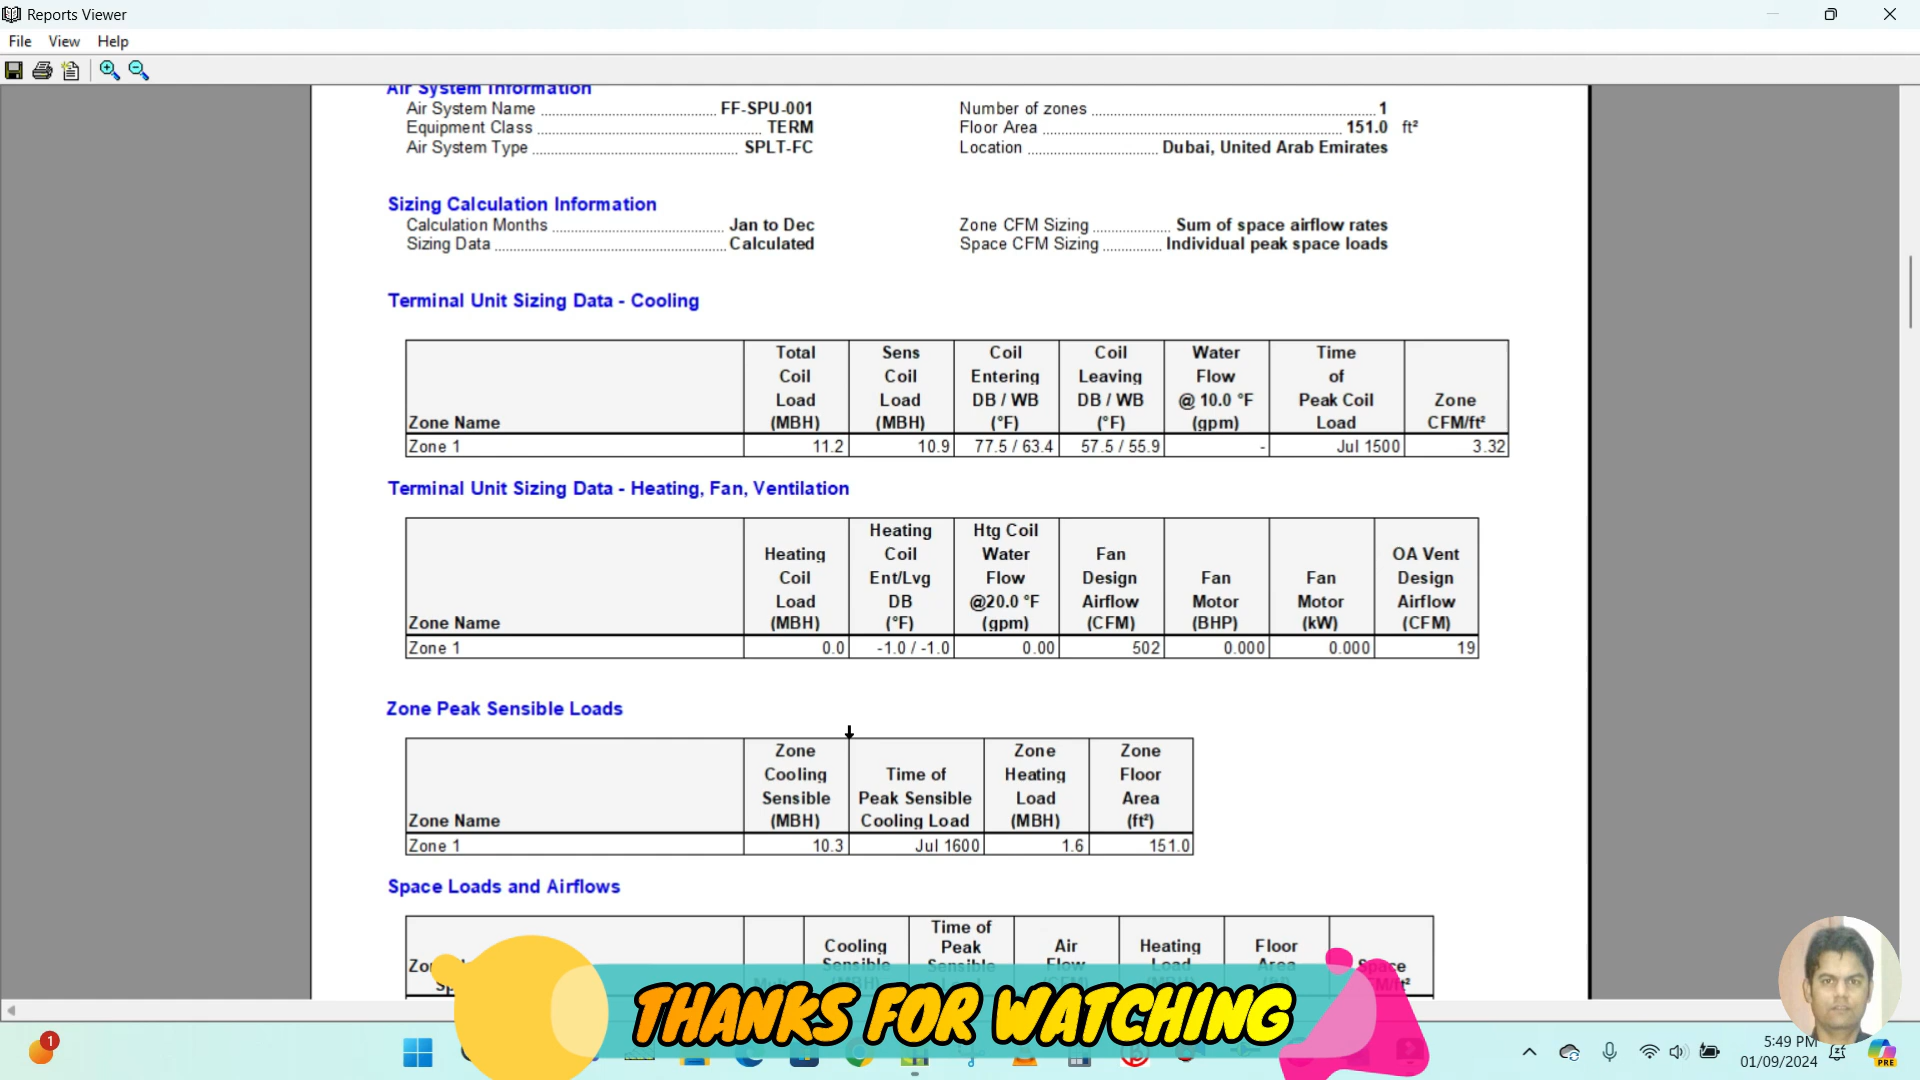 Reports Viewer
File View Help
Air System Information
Air System Name FF-SPU-001 Number of zones 1
Equipment Class TERM Floor Area 151.0 ft²
Air System Type SPLT-FC Location Dubai, United Arab Emirates
Sizing Calculation Information
Calculation Months Jan to Dec Zone CFM Sizing Sum of space airflow rates
Sizing Data Calculated Space CFM Sizing Individual peak space loads
Terminal Unit Sizing Data - Cooling
Total Sens Coil Coil Water Time
Coil Coil Entering Leaving Flow of
Load Load DB / WB DB / WB @ 10.0 °F Peak Coil Zone
Zone Name (MBH) (MBH) (°F) (°F) (gpm) Load CFM/ft²
Zone 1 11.2 10.9 77.5 / 63.4 57.5 / 55.9 - Jul 1500 3.32
Terminal Unit Sizing Data - Heating, Fan, Ventilation
Heating Htg Coil
Heating Coil Water Fan OA Vent
Coil Ent/Lvg Flow Design Fan Fan Design
Load DB @20.0 °F Airflow Motor Motor Airflow
Zone Name (MBH) (°F) (gpm) (CFM) (BHP) (kW) (CFM)
Zone 1 0.0 -1.0 / -1.0 0.00 502 0.000 0.000 19
Zone Peak Sensible Loads
Zone Zone Zone
Cooling Time of Heating Floor
Sensible Peak Sensible Load Area
Zone Name (MBH) Cooling Load (MBH) (ft²)
Zone 1 10.3 Jul 1600 1.6 151.0
Space Loads and Airflows
Time of
Cooling Peak Air Heating Floor
Sensible Sensible Flow Load Area Space
THANKS FOR WATCHING
1
5:49 PM
01/09/2024
PRE